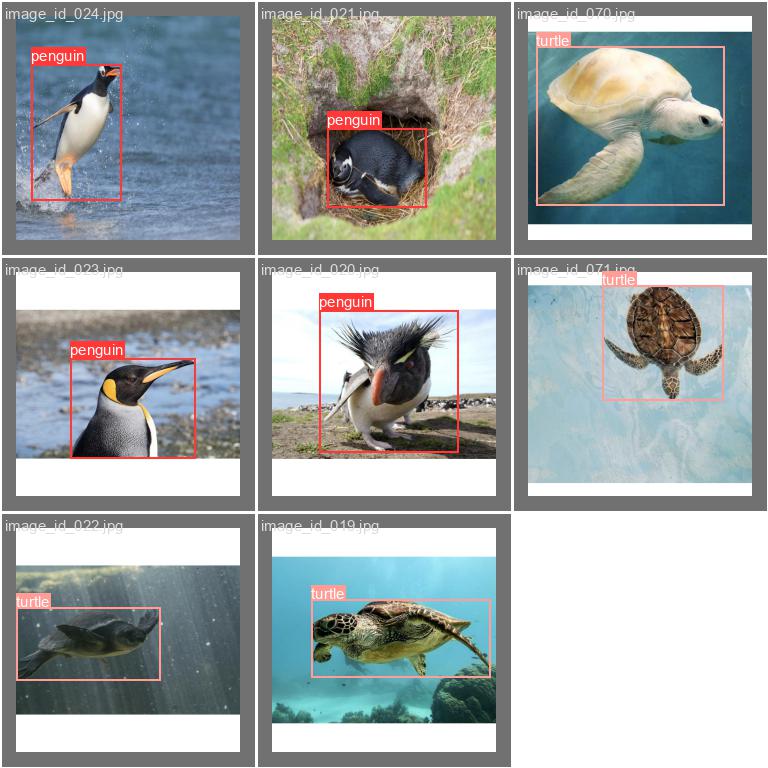 image_id_024.jpg
penguin
image_id_021.jpg
penguin
image_id_070.jpg
turtle
image_id_023.jpg
penguin
image_id_020.jpg
penguin
image_id_071.jpg
turtle
image_id_022.jpg
turtle
image_id_019.jpg
turtle